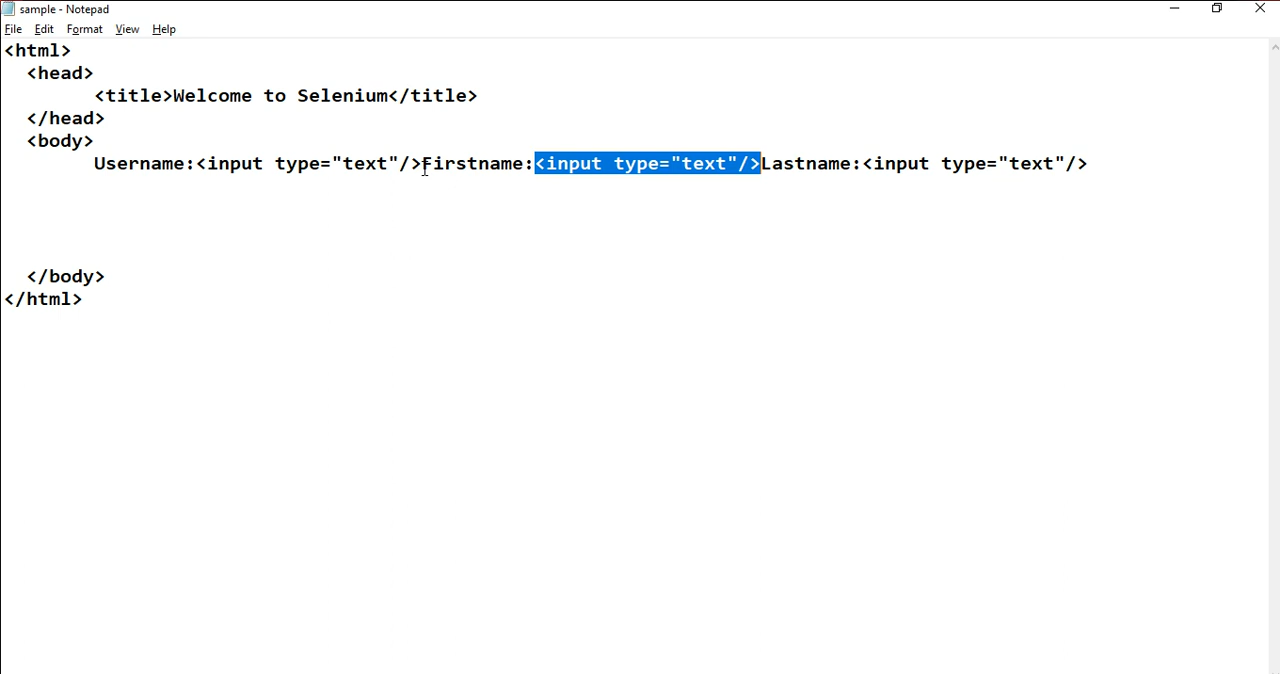 sample - Notepad
File Edit Format View Help
<html>
<head>
<title>Welcome to Selenium</title>
</head>
<body>
Username:<input type="text"/>Firstname:<input type="text"/>Lastname:<input type="text"/>
</body>
</html>